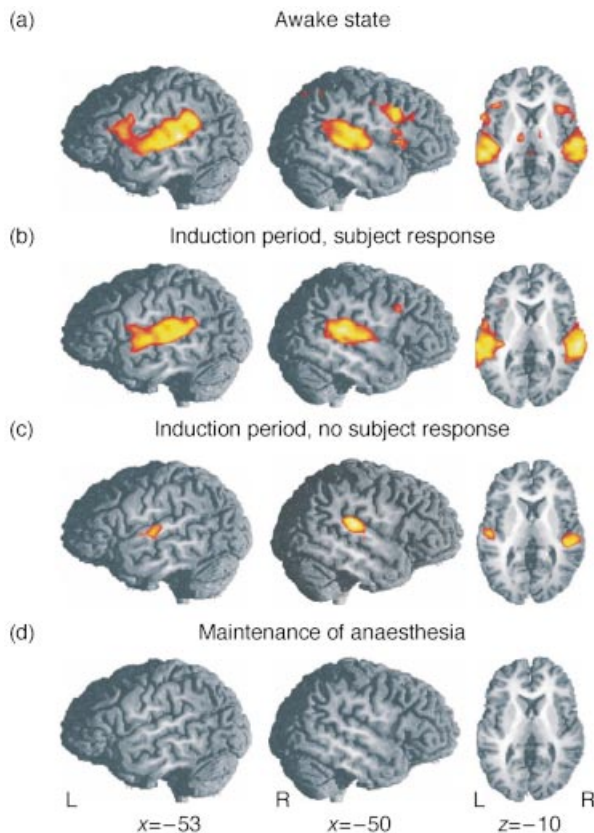 (a) Awake state
(b) Induction period, subject response
(c) Induction period, no subject response
(d) Maintenance of anaesthesia
L R L R
x=−53 x=−50 z=−10